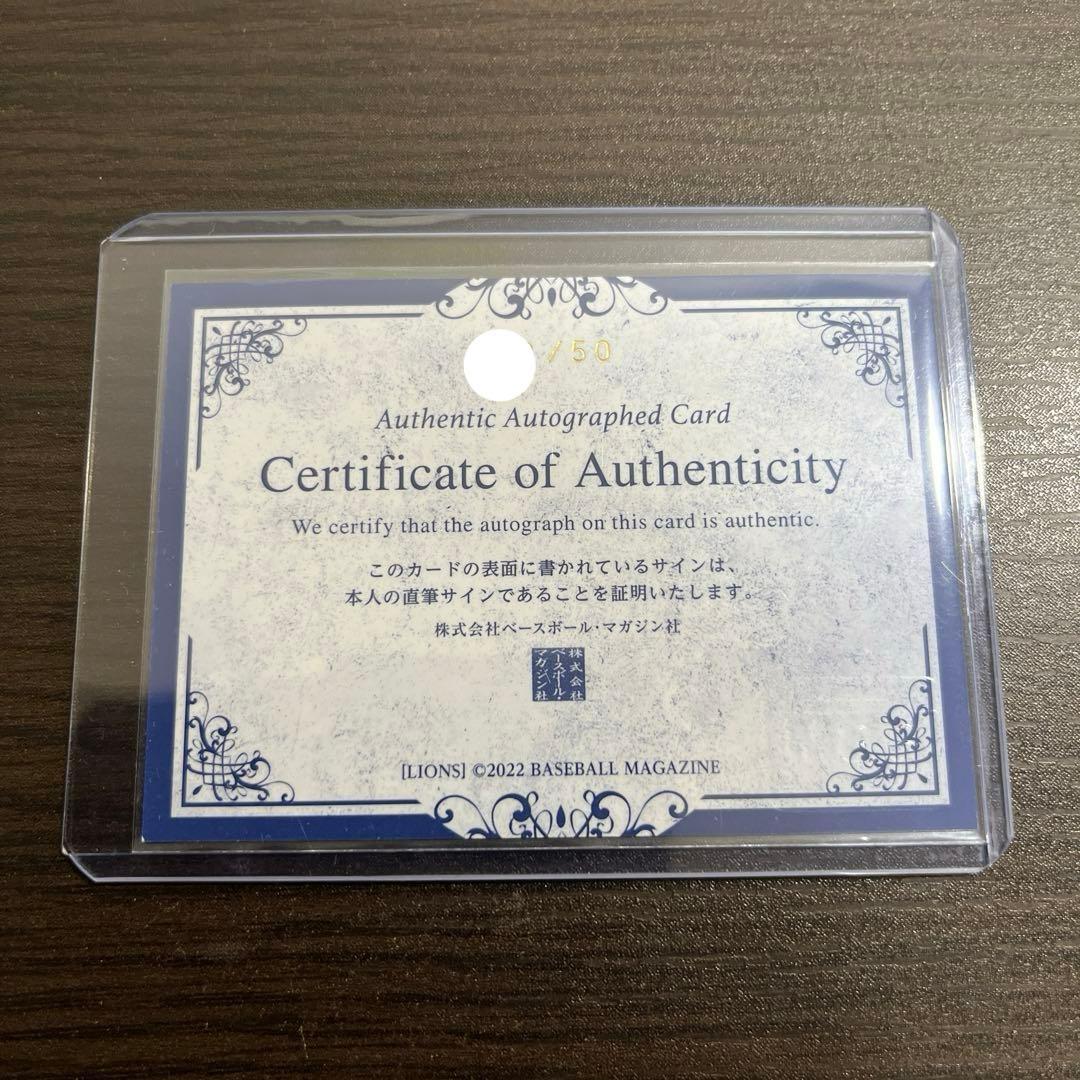 /50
Authentic Autographed Card
Certificate of Authenticity
We certify that the autograph on this card is authentic.
このカードの表面に書かれているサインは、
本人の直筆サインであることを証明いたします。
株式会社ベースボール・マガジン社
株式会社
ベースボール・
マガジン社
[LIONS] ©2022 BASEBALL MAGAZINE